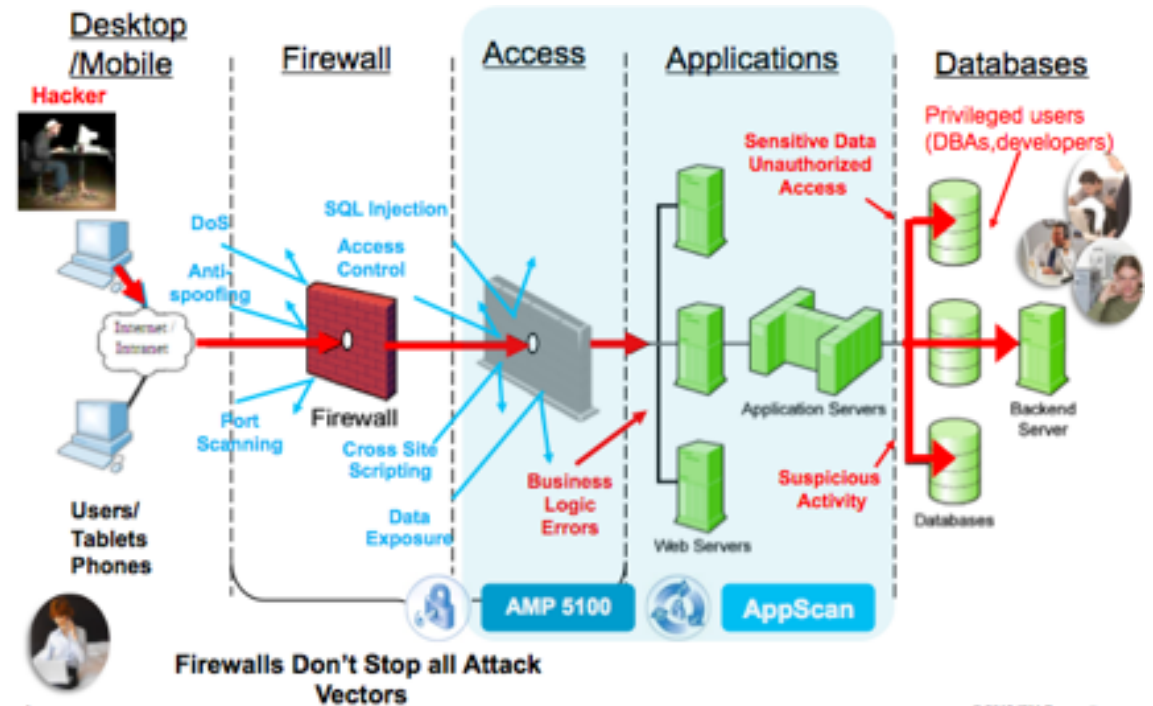 Desktop
/Mobile
Firewall
Access
Applications
Databases
Hacker
Privileged users
(DBAs,developers)
Sensitive Data
Unauthorized
Access
SQL Injection
DoS
Access
Control
Anti-
spoofing
Internet /
Intranet
Firewall
Application Servers
Backend
Server
Port
Scanning
Cross Site
Scripting
Business
Logic
Errors
Suspicious
Activity
Data
Exposure
Web Servers
Databases
Users/
Tablets
Phones
AMP 5100
AppScan
Firewalls Don't Stop all Attack
Vectors